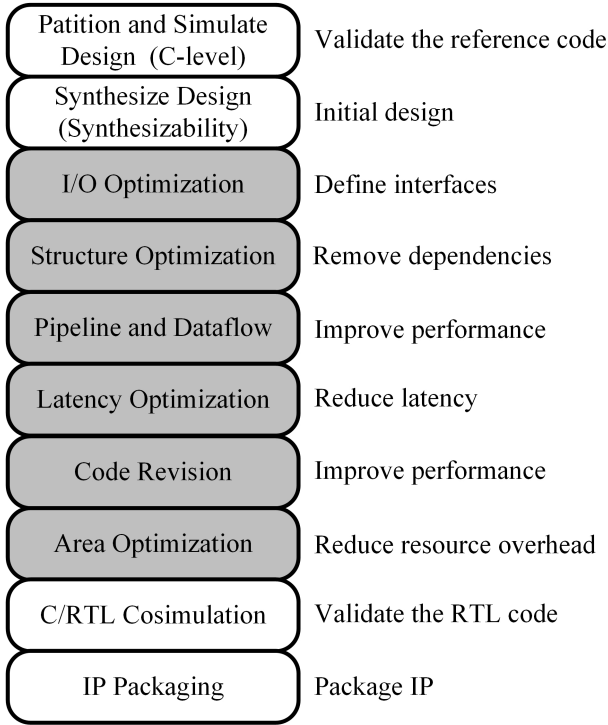 Patition and Simulate
Design (C-level)
Validate the reference code
Synthesize Design
(Synthesizability)
Initial design
I/O Optimization
Define interfaces
Structure Optimization
Remove dependencies
Pipeline and Dataflow
Improve performance
Latency Optimization
Reduce latency
Code Revision
Improve performance
Area Optimization
Reduce resource overhead
C/RTL Cosimulation
Validate the RTL code
IP Packaging
Package IP